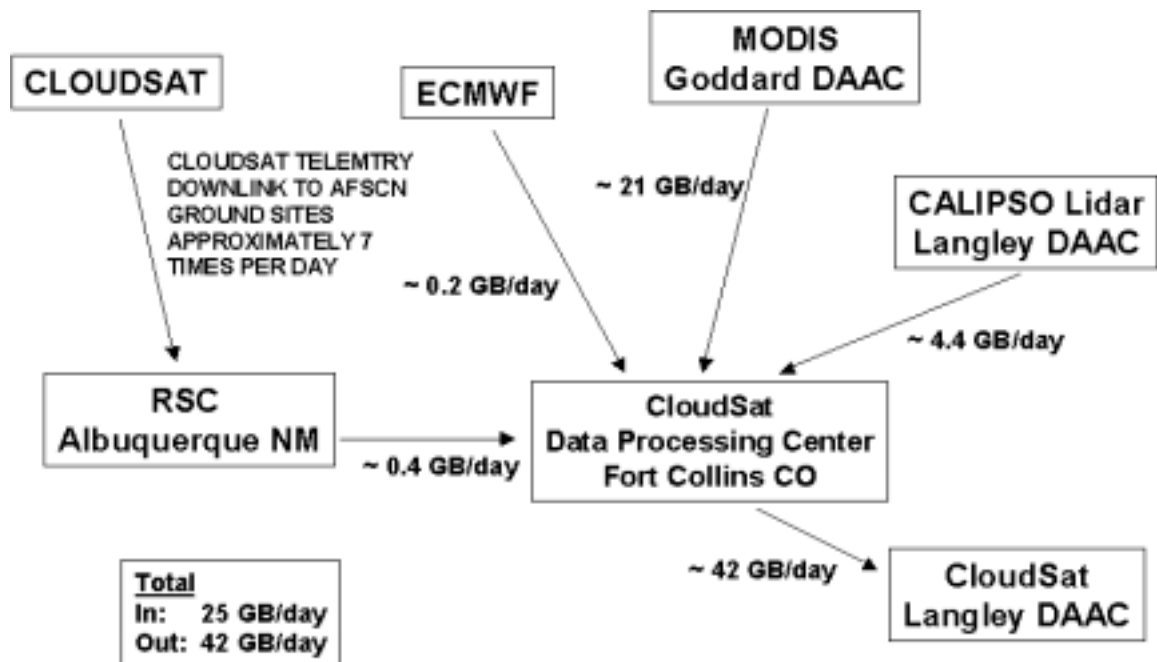 CLOUDSAT
ECMWF
MODIS
Goddard DAAC
CLOUDSAT TELEMTRY
DOWNLINK TO AFSCN
GROUND SITES
APPROXIMATELY 7
TIMES PER DAY
~ 21 GB/day
CALIPSO Lidar
Langley DAAC
~ 0.2 GB/day
~ 4.4 GB/day
RSC
Albuquerque NM
~ 0.4 GB/day
CloudSat
Data Processing Center
Fort Collins CO
~ 42 GB/day
CloudSat
Langley DAAC
Total
In: 25 GB/day
Out: 42 GB/day